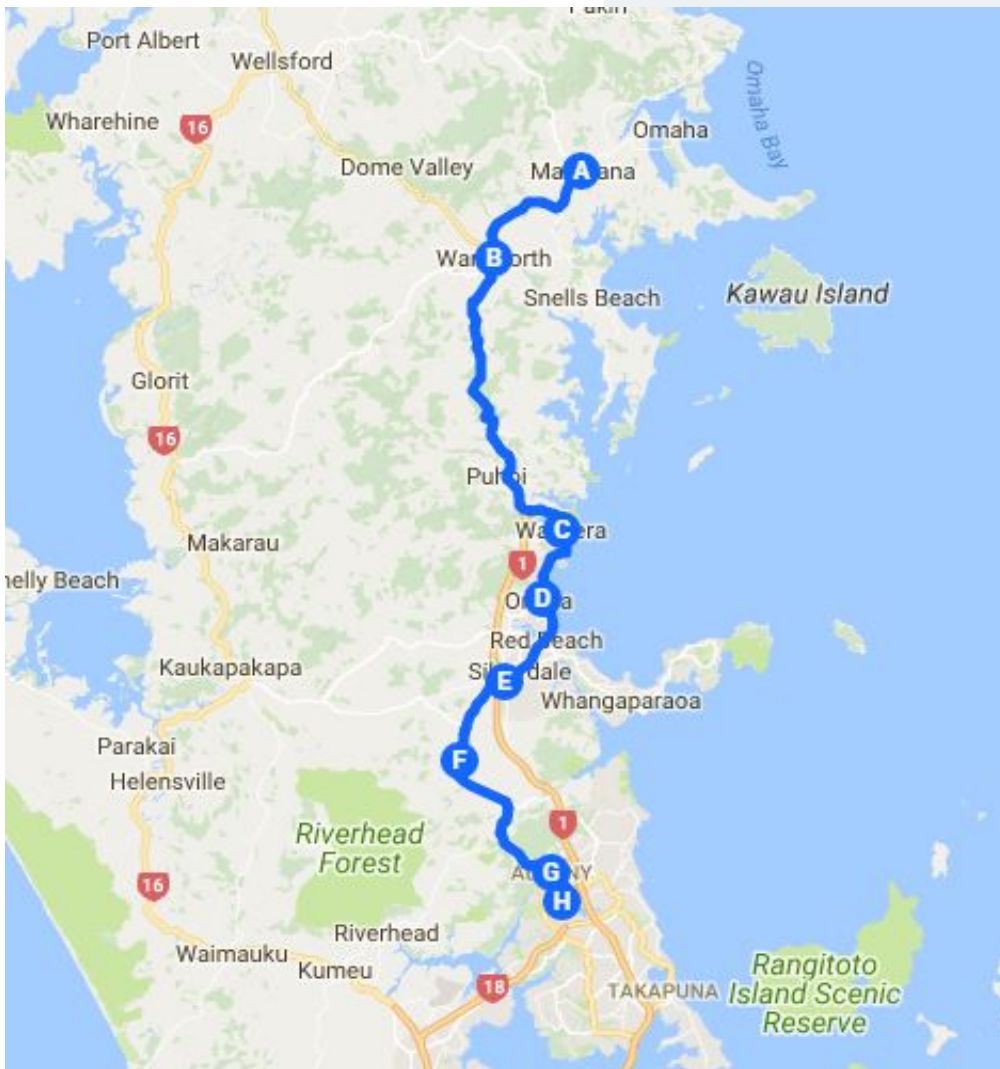 Port Albert
Wellsford
Omaha Bay
Wharehine
16
Omaha
Dome Valley
A
B
Snells Beach
Kawau Island
Glorit
16
C
Makarau
1
D
Red Beach
Kaukapakapa
E
Whangaparaoa
Parakai
F
Helensville
1
Riverhead
Forest
G
16
H
Riverhead
Waimauku
Kumeu
18
TAKAPUNA
Rangitoto
Island Scenic
Reserve